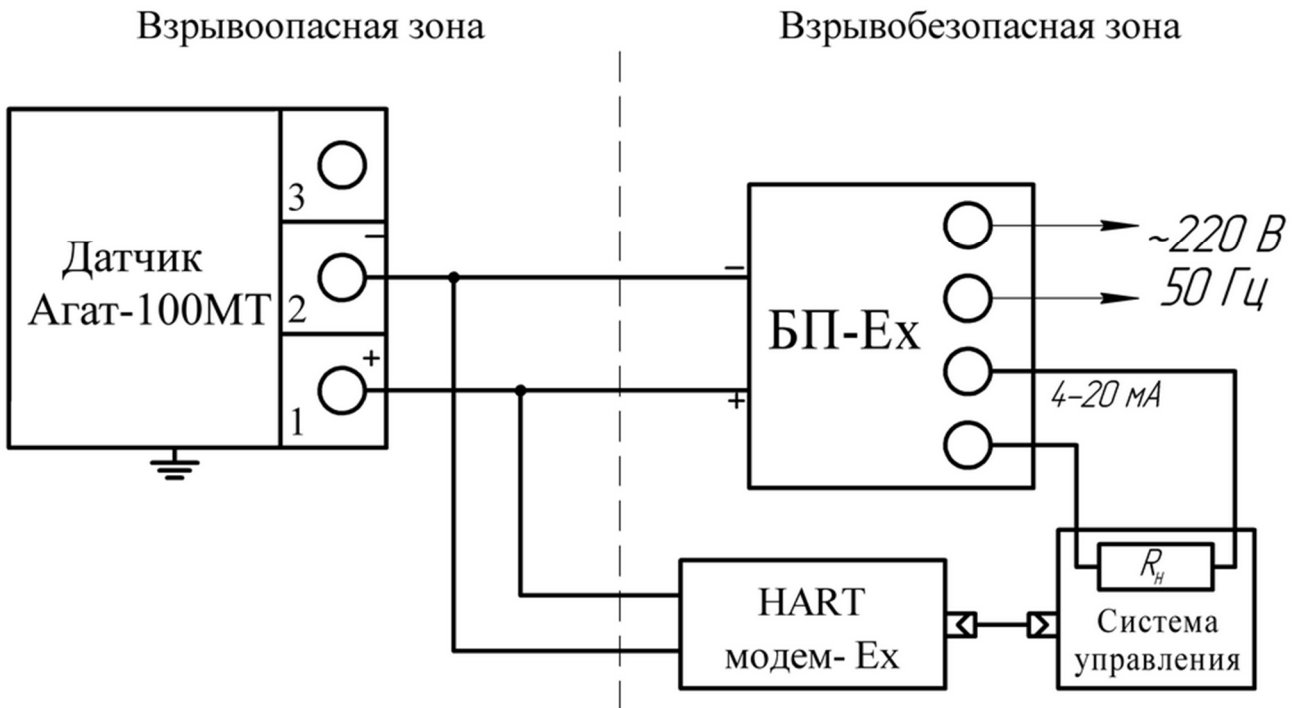 Взрывоопасная зона
Взрывобезопасная зона
3
Датчик
Агат-100МТ
−
2
+
1
−
+
БП-Ex
~220 В
50 Гц
4–20 мА
HART
модем- Ex
Rн
Система
управления